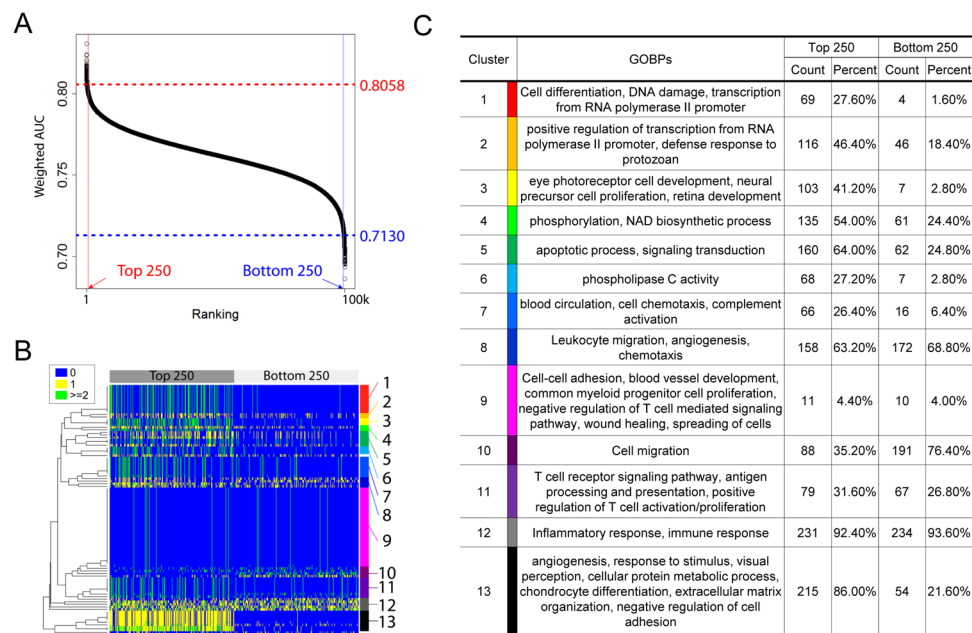 A
Weighted AUC
0.80
0.75
0.70
0.8058
0.7130
Top 250
Bottom 250
1
100k
Ranking
B
0
1
>=2
Top 250
Bottom 250
1
2
3
4
5
6
7
8
9
10
11
12
13
C
Cluster GOBPs Top 250 Bottom 250
Count Percent Count Percent
1 Cell differentiation, DNA damage, transcription
from RNA polymerase II promoter 69 27.60% 4 1.60%
2 positive regulation of transcription from RNA
polymerase II promoter, defense response to
protozoan 116 46.40% 46 18.40%
3 eye photoreceptor cell development, neural
precursor cell proliferation, retina development 103 41.20% 7 2.80%
4 phosphorylation, NAD biosynthetic process 135 54.00% 61 24.40%
5 apoptotic process, signaling transduction 160 64.00% 62 24.80%
6 phospholipase C activity 68 27.20% 7 2.80%
7 blood circulation, cell chemotaxis, complement
activation 66 26.40% 16 6.40%
8 Leukocyte migration, angiogenesis,
chemotaxis 158 63.20% 172 68.80%
9 Cell-cell adhesion, blood vessel development,
common myeloid progenitor cell proliferation,
negative regulation of T cell mediated signaling
pathway, wound healing, spreading of cells 11 4.40% 10 4.00%
10 Cell migration 88 35.20% 191 76.40%
11 T cell receptor signaling pathway, antigen
processing and presentation, positive
regulation of T cell activation/proliferation 79 31.60% 67 26.80%
12 Inflammatory response, immune response 231 92.40% 234 93.60%
13 angiogenesis, response to stimulus, visual
perception, cellular protein metabolic process,
chondrocyte differentiation, extracellular matrix
organization, negative regulation of cell
adhesion 215 86.00% 54 21.60%